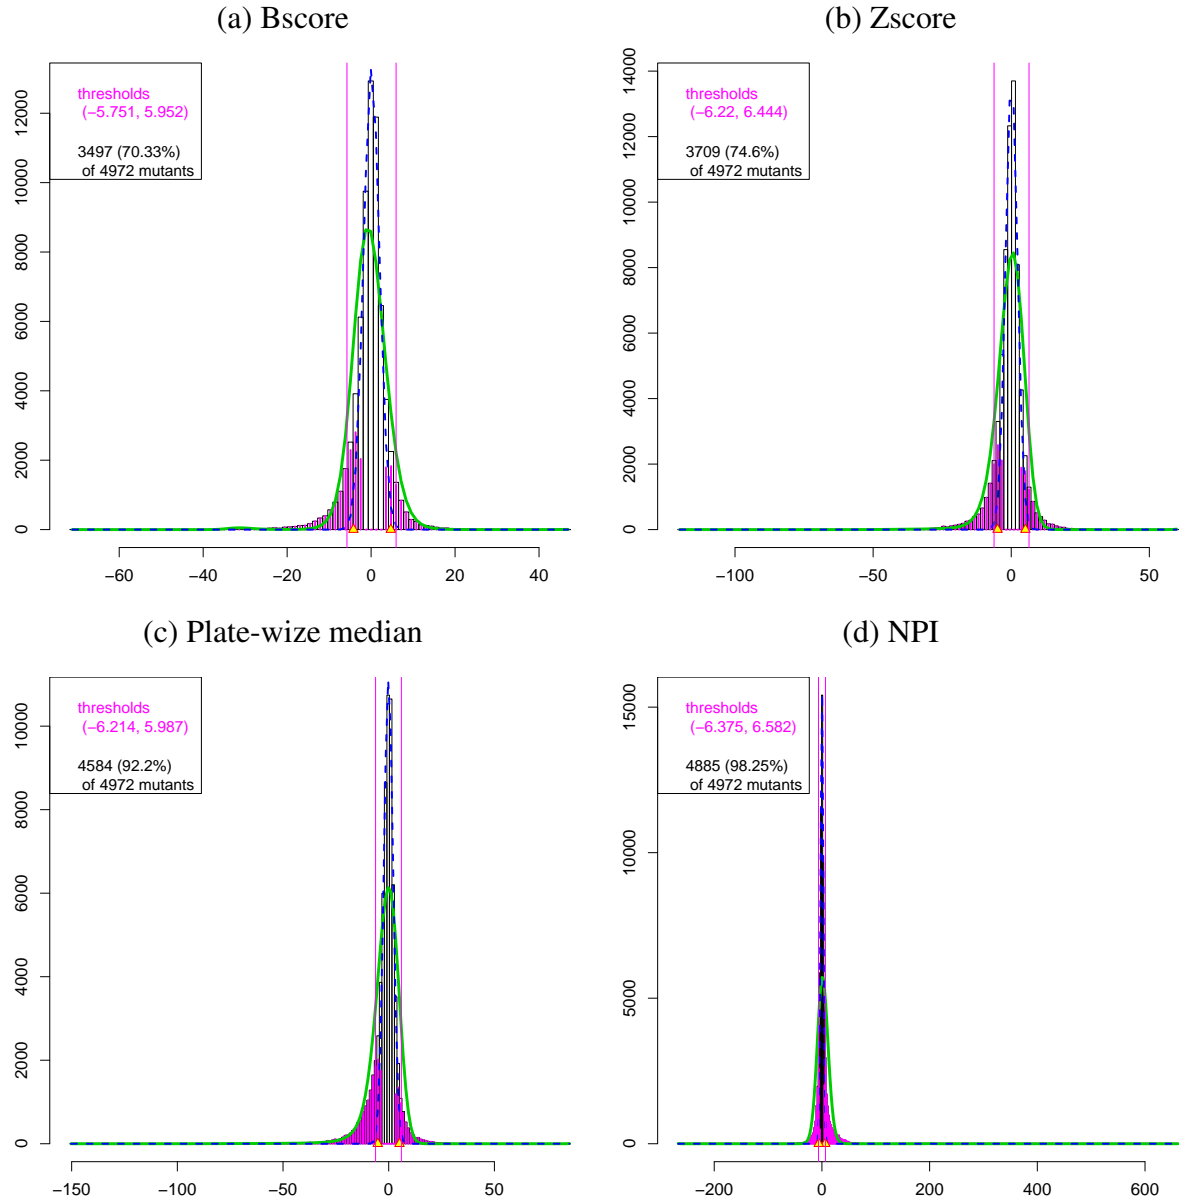 (a) Bscore
(b) Zscore
thresholds
(−5.751, 5.952)
3497 (70.33%)
of 4972 mutants
0 2000 4000 6000 8000 10000 12000
−60 −40 −20 0 20 40
thresholds
(−6.22, 6.444)
3709 (74.6%)
of 4972 mutants
0 2000 4000 6000 8000 10000 12000 14000
−100 −50 0 50
(c) Plate-wize median
(d) NPI
thresholds
(−6.214, 5.987)
4584 (92.2%)
of 4972 mutants
0 2000 4000 6000 8000 10000
−150 −100 −50 0 50
thresholds
(−6.375, 6.582)
4885 (98.25%)
of 4972 mutants
0 5000 10000 15000
−200 0 200 400 600